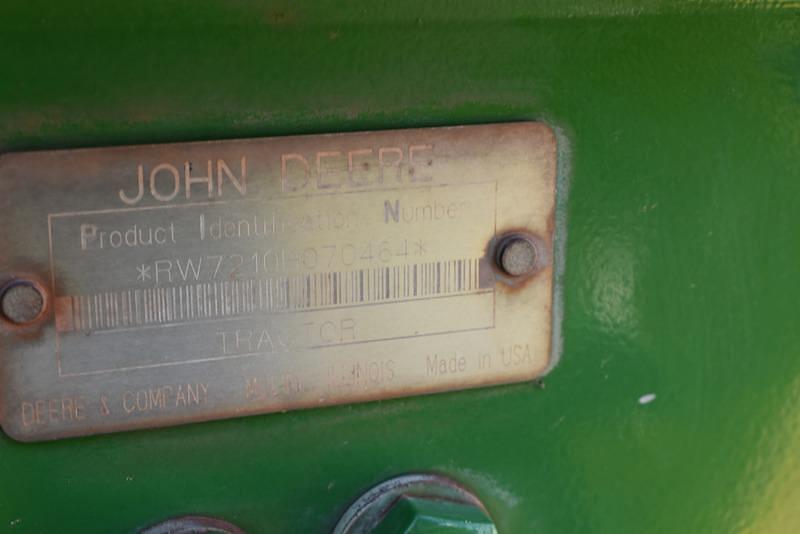 JOHN DEERE
Product Identification Number
*RW7210H070464*
TRACTOR
DEERE & COMPANY MOLINE, ILLINOIS Made in USA